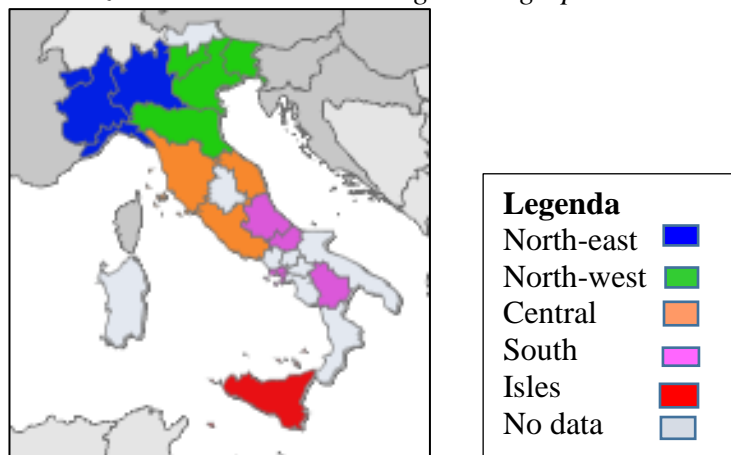 Legenda
North-east
North-west
Central
South
Isles
No data